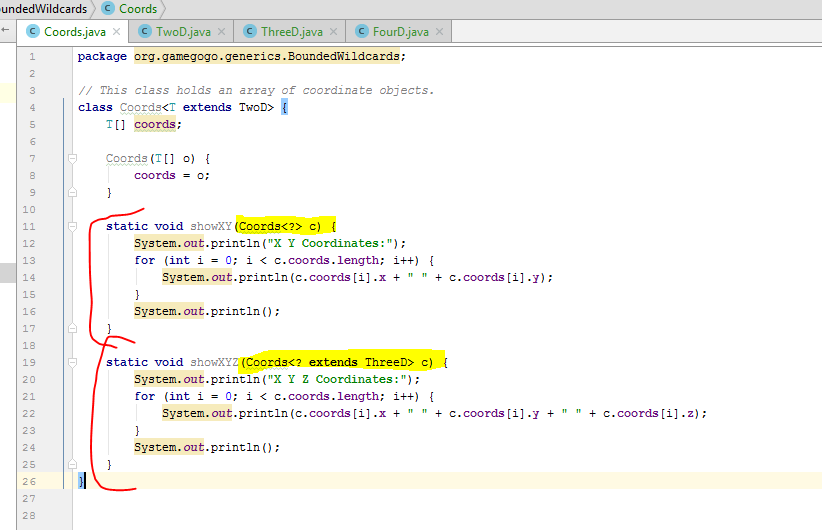 oundedWildcards Coords
Coords.java TwoD.java ThreeD.java FourD.java
1 package org.gamegogo.generics.BoundedWildcards;
2
3 // This class holds an array of coordinate objects.
4 class Coords<T extends TwoD> {
5 T[] coords;
6
7 Coords(T[] o) {
8 coords = o;
9 }
10
11 static void showXY(Coords<?> c) {
12 System.out.println("X Y Coordinates:");
13 for (int i = 0; i < c.coords.length; i++) {
14 System.out.println(c.coords[i].x + " " + c.coords[i].y);
15 }
16 System.out.println();
17 }
18
19 static void showXYZ(Coords<? extends ThreeD> c) {
20 System.out.println("X Y Z Coordinates:");
21 for (int i = 0; i < c.coords.length; i++) {
22 System.out.println(c.coords[i].x + " " + c.coords[i].y + " " + c.coords[i].z);
23 }
24 System.out.println();
25 }
26 }
27
28